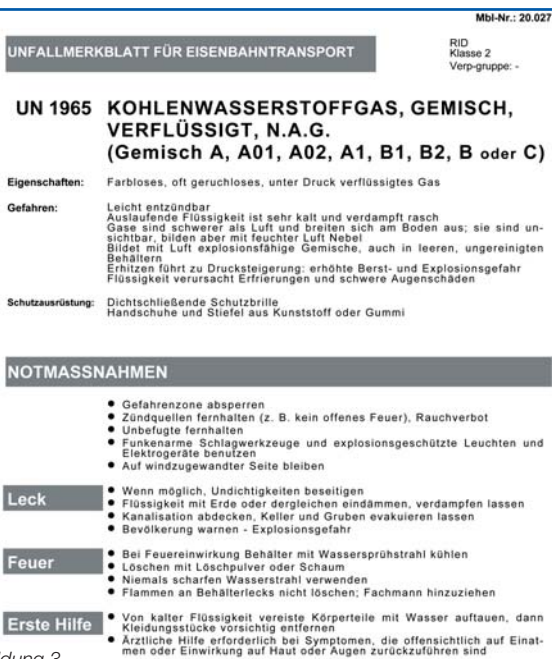 Mbl-Nr.: 20.027
UNFALLMERKBLATT FÜR EISENBAHNTRANSPORT
RID
Klasse 2
Verp-gruppe: -
UN 1965 KOHLENWASSERSTOFFGAS, GEMISCH,
VERFLÜSSIGT, N.A.G.
(Gemisch A, A01, A02, A1, B1, B2, B oder C)
Eigenschaften: Farbloses, oft geruchloses, unter Druck verflüssigtes Gas
Gefahren: Leicht entzündbar
Auslaufende Flüssigkeit ist sehr kalt und verdampft rasch
Gase sind schwerer als Luft und breiten sich am Boden aus; sie sind un-
sichtbar, bilden aber mit feuchter Luft Nebel
Bildet mit Luft explosionsfähige Gemische, auch in leeren, ungereinigten
Behältern
Erhitzen führt zu Drucksteigerung: erhöhte Berst- und Explosionsgefahr
Flüssigkeit verursacht Erfrierungen und schwere Augenschäden
Schutzausrüstung: Dichtschließende Schutzbrille
Handschuhe und Stiefel aus Kunststoff oder Gummi
NOTMASSNAHMEN
● Gefahrenzone absperren
● Zündquellen fernhalten (z. B. kein offenes Feuer), Rauchverbot
● Unbefugte fernhalten
● Funkenarme Schlagwerkzeuge und explosionsgeschützte Leuchten und
Elektrogeräte benutzen
● Auf windzugewandter Seite bleiben
Leck
● Wenn möglich, Undichtigkeiten beseitigen
● Flüssigkeit mit Erde oder dergleichen eindämmen, verdampfen lassen
● Kanalisation abdecken, Keller und Gruben evakuieren lassen
● Bevölkerung warnen - Explosionsgefahr
Feuer
● Bei Feuereinwirkung Behälter mit Wassersprühstrahl kühlen
● Löschen mit Löschpulver oder Schaum
● Niemals scharfen Wasserstrahl verwenden
● Flammen an Behälterlecks nicht löschen; Fachmann hinzuziehen
Erste Hilfe
● Von kalter Flüssigkeit vereiste Körperteile mit Wasser auftauen, dann
Kleidungsstücke vorsichtig entfernen
● Ärztliche Hilfe erforderlich bei Symptomen, die offensichtlich auf Einat-
men oder Einwirkung auf Haut oder Augen zurückzuführen sind